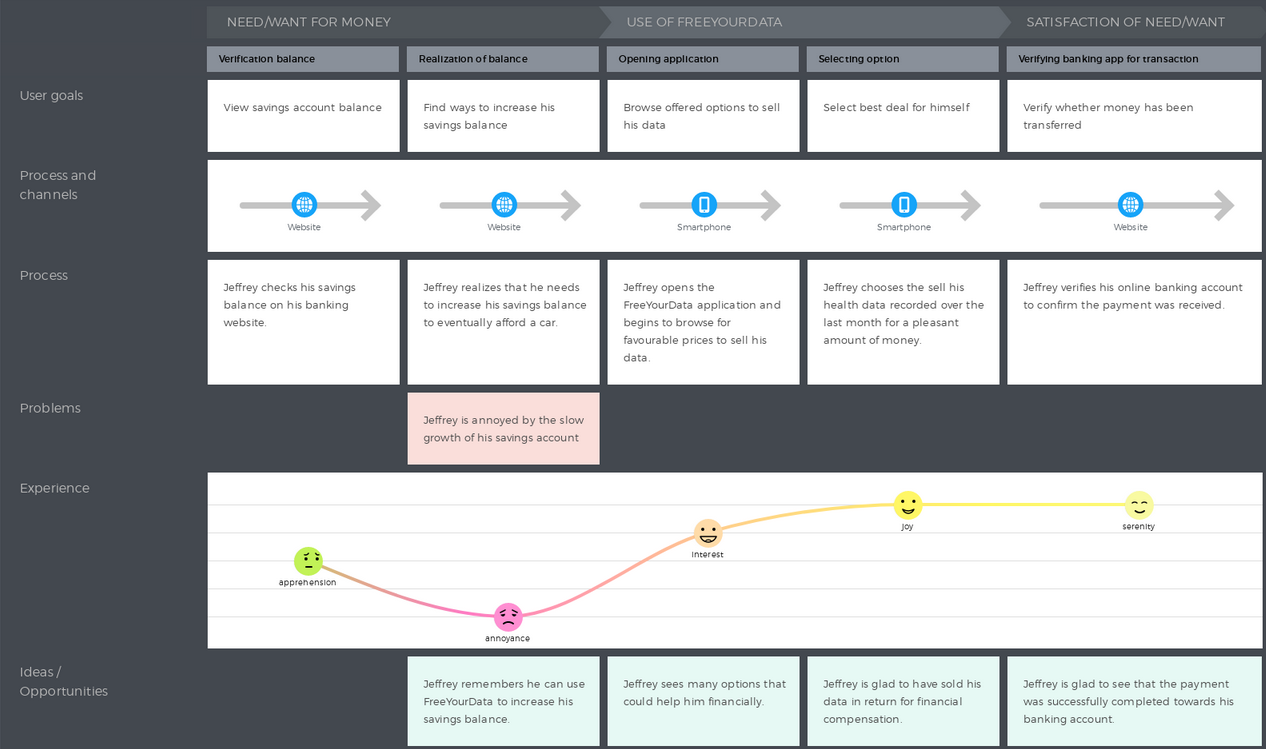 NEED/WANT FOR MONEY
USE OF FREEYOURDATA
SATISFACTION OF NEED/WANT
Verification balance
Realization of balance
Opening application
Selecting option
Verifying banking app for transaction
User goals
View savings account balance
Find ways to increase his
savings balance
Browse offered options to sell
his data
Select best deal for himself
Verify whether money has been
transferred
Process and
channels
Website
Website
Smartphone
Smartphone
Website
Process
Jeffrey checks his savings
balance on his banking
website.
Jeffrey realizes that he needs
to increase his savings balance
to eventually afford a car.
Jeffrey opens the
FreeYourData application and
begins to browse for
favourable prices to sell his
data.
Jeffrey chooses the sell his
health data recorded over the
last month for a pleasant
amount of money.
Jeffrey verifies his online banking account
to confirm the payment was received.
Problems
Jeffrey is annoyed by the slow
growth of his savings account
Experience
apprehension
annoyance
interest
joy
serenity
Ideas /
Opportunities
Jeffrey remembers he can use
FreeYourData to increase his
savings balance.
Jeffrey sees many options that
could help him financially.
Jeffrey is glad to have sold his
data in return for financial
compensation.
Jeffrey is glad to see that the payment
was successfully completed towards his
banking account.